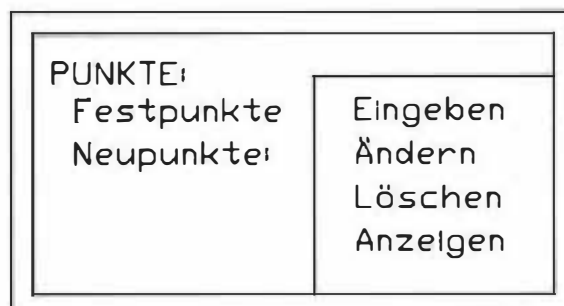 PUNKTE:
Festpunkte
Neupunkte:
Eingeben
Ändern
Löschen
Anzeigen